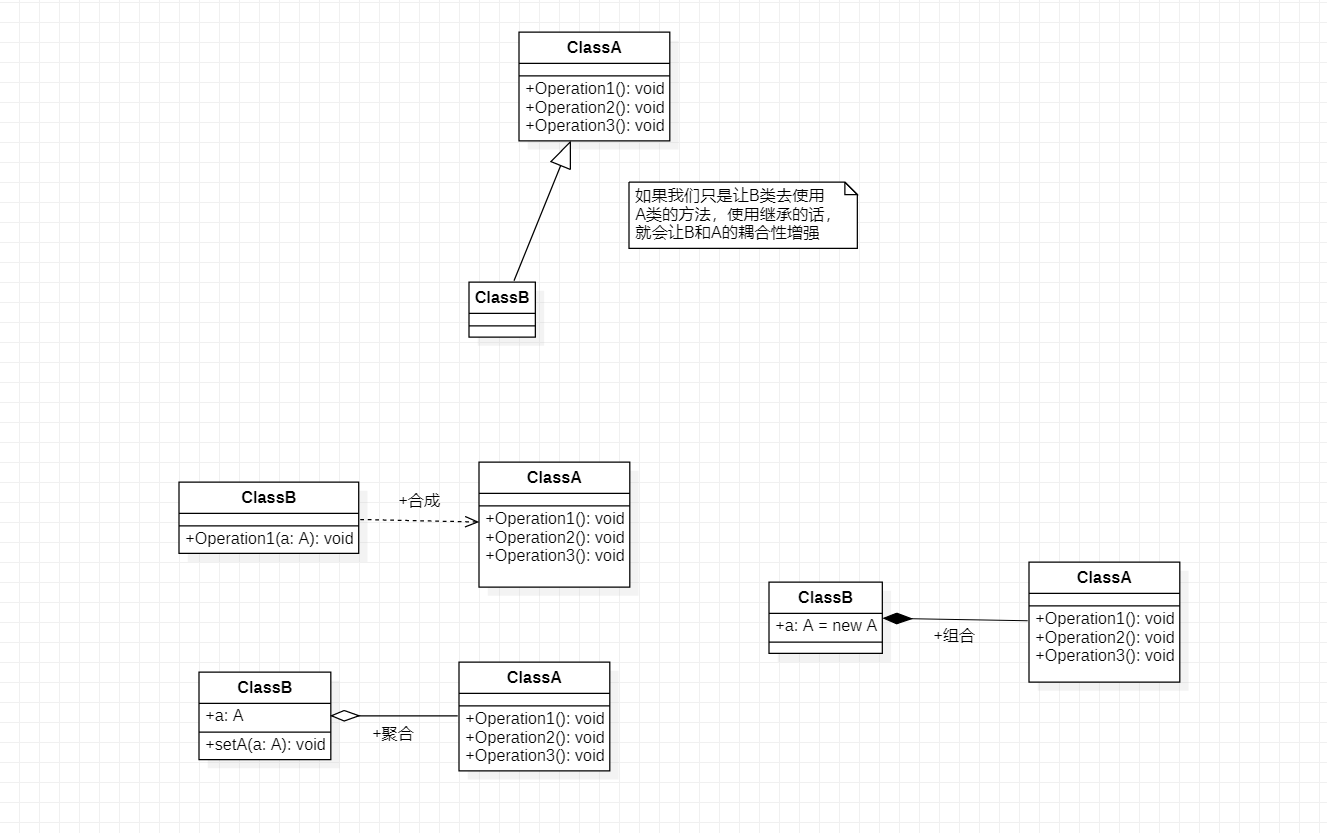 ClassA
+Operation1(): void
+Operation2(): void
+Operation3(): void
如果我们只是让B类去使用
A类的方法，使用继承的话，
就会让B和A的耦合性增强
ClassB
ClassB
+Operation1(a: A): void
+合成
ClassA
+Operation1(): void
+Operation2(): void
+Operation3(): void
ClassB
+a: A = new A
+组合
ClassA
+Operation1(): void
+Operation2(): void
+Operation3(): void
ClassB
+a: A
+setA(a: A): void
+聚合
ClassA
+Operation1(): void
+Operation2(): void
+Operation3(): void